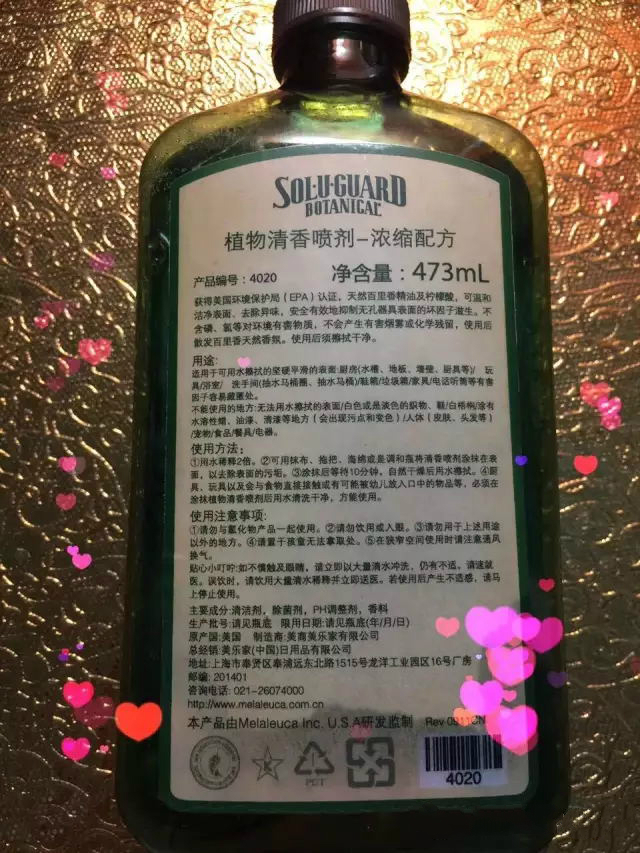 SOL·U·GUARD
BOTANICAL
植物清香喷剂-浓缩配方
产品编号：4020 净含量：473mL
获得美国环境保护局（EPA）认证，天然百里香精油及柠檬酸，可温和
洁净表面、去除异味，安全有效地抑制无孔器具表面的坏因子滋生。不
含磷、氯等对环境有害物质，不会产生有害烟雾或化学残留，使用后
散发百里香天然香氛。使用后须擦拭干净。
用途:
适用于可用水擦拭的坚硬平滑的表面:厨房(水槽、地板、墙壁、厨具等)/ 玩
具/浴室/ 洗手间(抽水马桶圈、抽水马桶)/鞋箱/垃圾箱/家具/电话听筒等有害
因子容易藏匿处。
不能使用的地方:无法用水擦拭的表面/白色或是淡色的织物、鞋/白梧桐/涂有
水溶性蜡、油漆、清漆等地方（会出现污点和变色）/人体（皮肤、头发等）
/宠物/食品/餐具/电器。
使用方法:
①用水稀释2倍。②可用抹布、拖把、海绵或是调和瓶将清香喷剂涂抹在表
面，以去除表面的污垢。③涂抹后等待10分钟，自然干燥后用水擦拭。④厨
具、玩具以及会与食物直接接触或有可能被幼儿放入口中的物品等，必须在
涂抹植物清香喷剂后用水清洗干净，方能使用。
使用注意事项:
①请勿与氯化物产品一起使用。②请勿饮用或入眼。③请勿用于上述用途
以外的地方。④请置于孩童无法拿取处。⑤在狭窄空间使用时请注意通风
换气。
贴心小叮咛:如不慎触及眼睛，请立即以大量清水冲洗，仍有不适，请速就
医。误饮时，请饮用大量清水稀释并立即送医。若使用后产生不适感，请马
上停止使用。
主要成分:清洁剂，除菌剂，PH调整剂，香料
生产批号:请见瓶底 限用日期:请见瓶底(年/月/日)
原产国:美国 制造商:美商美乐家有限公司
总经销:美乐家(中国)日用品有限公司
地址:上海市奉贤区奉浦远东北路1515号龙洋工业园区16号厂房
邮编: 201401
咨询电话: 021-26074000
http://www.melaleuca.com.cn
本产品由Melaleuca Inc. U.S.A研发监制 Rev 0911CN
PET
4020